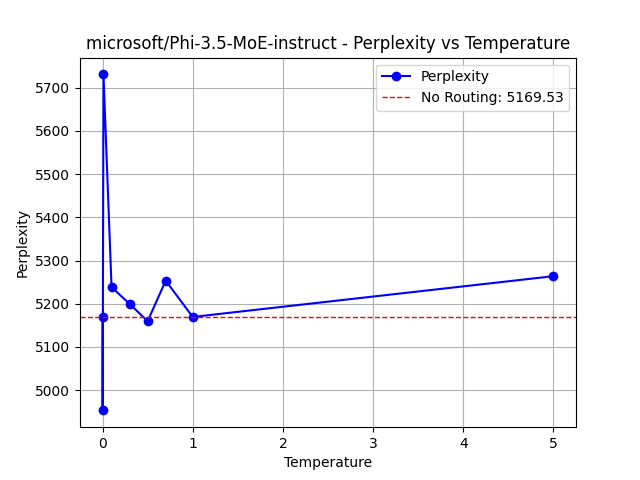 microsoft/Phi-3.5-MoE-instruct - Perplexity vs Temperature
Perplexity
No Routing: 5169.53
5700
5600
5500
5400
5300
5200
5100
5000
Perplexity
0 1 2 3 4 5
Temperature